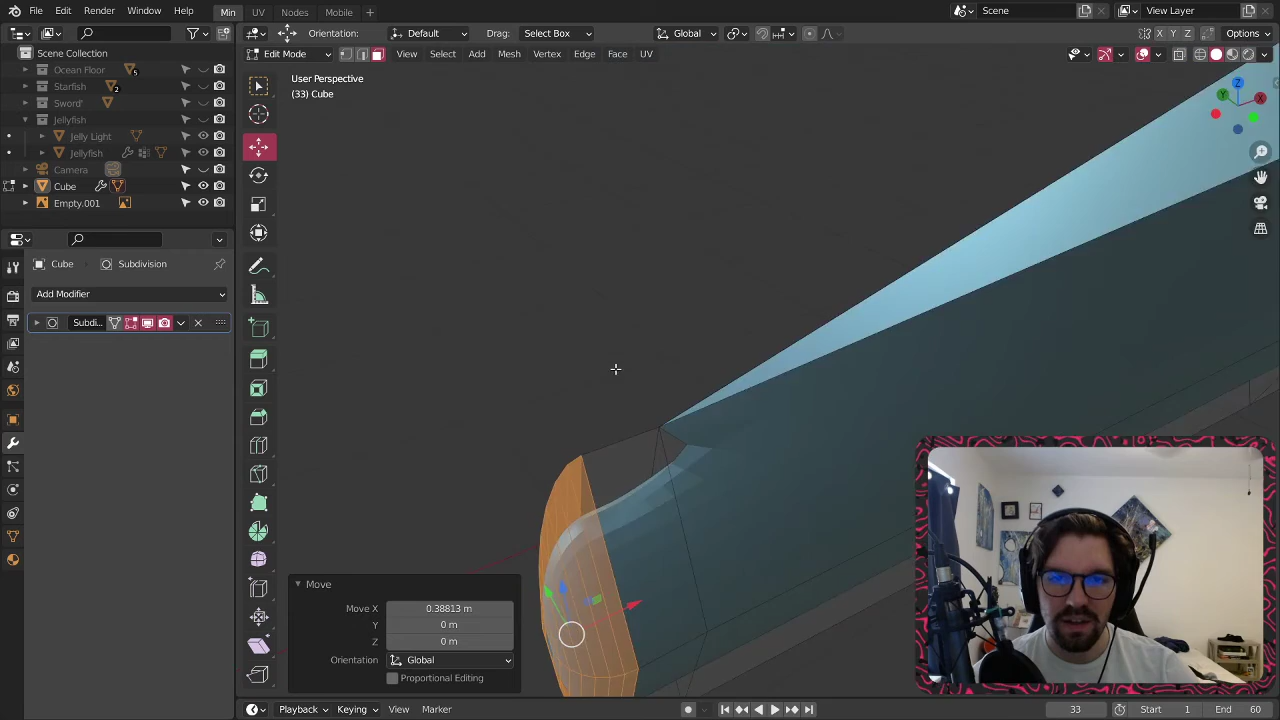 File Edit Render Window Help Min UV Nodes Mobile + Scene View Layer
Orientation: Default Drag: Select Box Global X Y Z Options
Scene Collection Edit Mode View Select Add Mesh Vertex Edge Face UV
Ocean Floor 5
Starfish 2
Sword'
Jellyfish
Jelly Light
Jellyfish
Camera
Cube
Empty.001
User Perspective
(33) Cube
Z
Y
X
Cube Subdivision
Add Modifier
Subdi...
Move
Move X 0.38813 m
Y 0 m
Z 0 m
Orientation Global
Proportional Editing
Playback Keying View Marker 33 Start 1 End 60